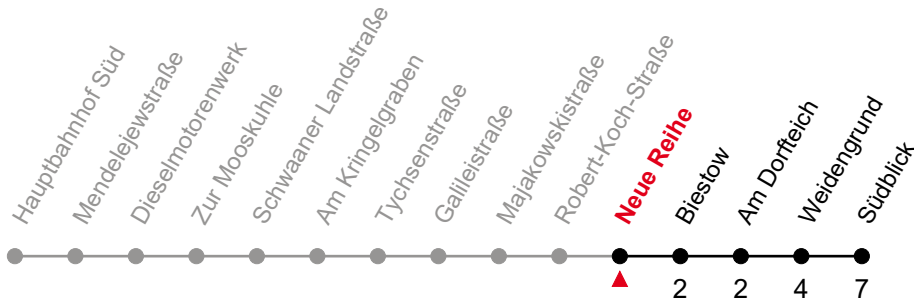 Hauptbahnhof Süd
Mendelejewstraße
Dieselmotorenwerk
Zur Mooskuhle
Schwaaner Landstraße
Am Kringelgraben
Tychsenstraße
Galileistraße
Majakowskistraße
Robert-Koch-Straße
Neue Reihe
Biestow
Am Dorfteich
Weidengrund
Südblick
2 2 4 7